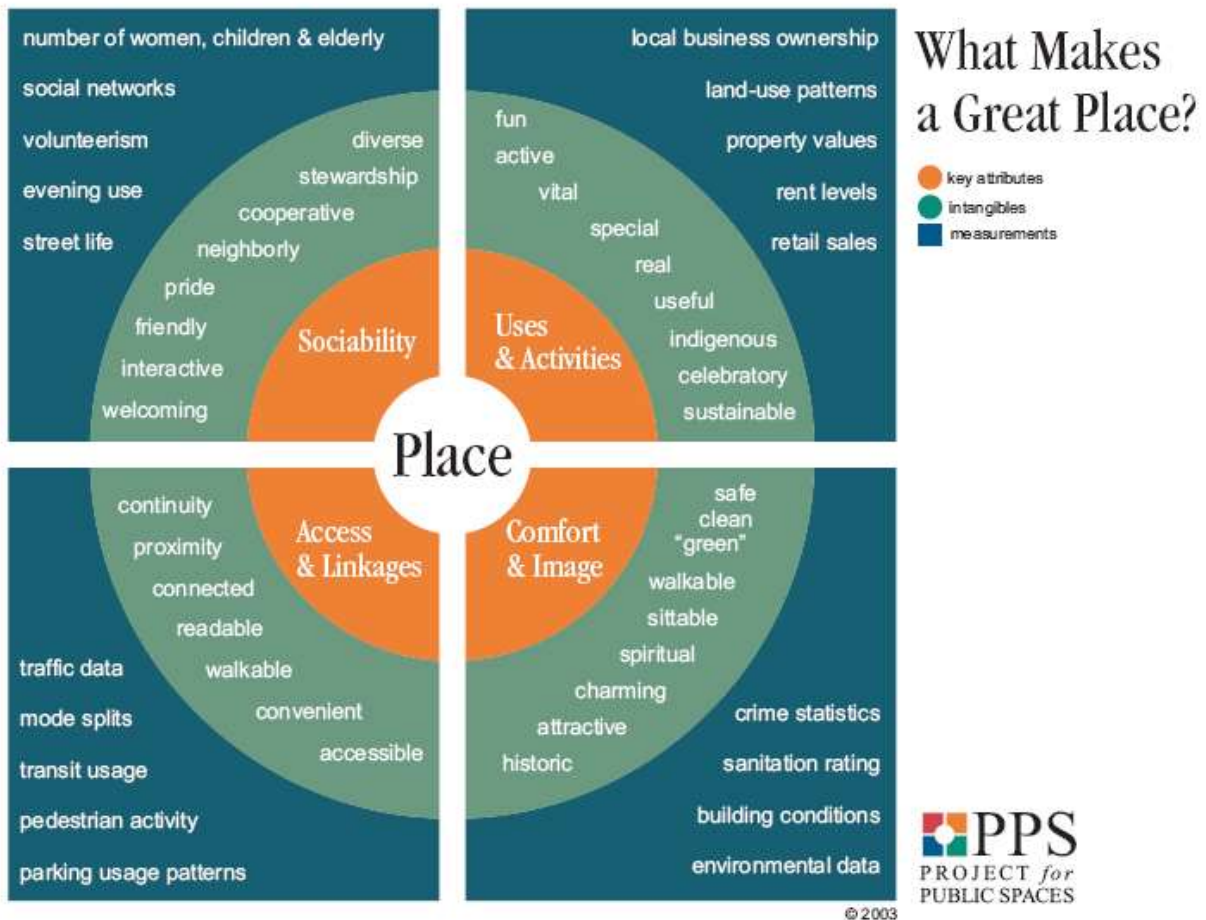 number of women, children & elderly
social networks
volunteerism
evening use
street life
diverse
stewardship
cooperative
neighborly
pride
friendly
interactive
welcoming
Sociability
local business ownership
land-use patterns
property values
rent levels
retail sales
fun
active
vital
special
real
useful
indigenous
celebratory
sustainable
Uses
& Activities
What Makes
a Great Place?
key attributes
intangibles
measurements
Place
continuity
proximity
connected
readable
walkable
convenient
accessible
Access
& Linkages
traffic data
mode splits
transit usage
pedestrian activity
parking usage patterns
Comfort
& Image
safe
clean
"green"
walkable
sittable
spiritual
charming
attractive
historic
crime statistics
sanitation rating
building conditions
environmental data
PPS
PROJECT for
PUBLIC SPACES
© 2003